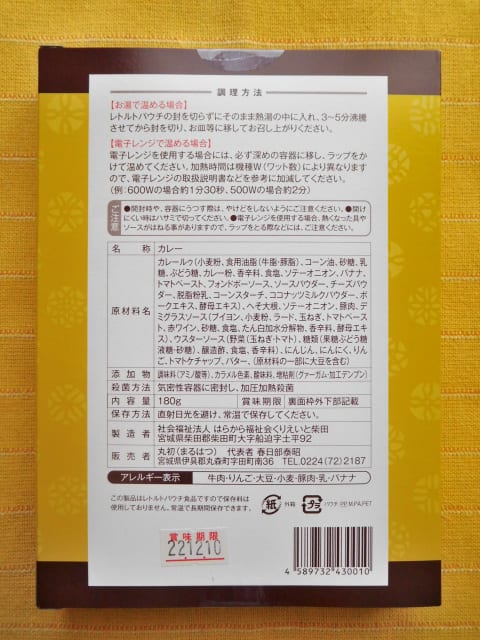 調理方法
【お湯で温める場合】
レトルトパウチの封を切らずにそのまま熱湯の中に入れ、3~5分沸騰
させてから封を切り、お皿等に移してお召し上がりください。
【電子レンジで温める場合】
電子レンジを使用する場合には、必ず深めの容器に移し、ラップをか
けて温めてください。加熱時間は機種W(ワット数)により異なります
ので、電子レンジの取扱説明書などを参考に加減してください。
(例:600Wの場合約1分30秒、500Wの場合約2分)
ご注意
●開封時や、容器にうつす際は、やけどをしないようにご注意ください。●開け
にくい時はハサミで切ってください。●電子レンジを使用する場合、熱くなった具や
ソースがはねる事がありますので、ラップをとる際などには、ご注意ください。
名称 カレー
原材料名
カレールゥ(小麦粉、食用油脂(牛脂・豚脂)、コーン油、砂糖、乳
糖、ぶどう糖、カレー粉、香辛料、食塩、ソテーオニオン、バナナ、
トマトペースト、フォンドボーソース、ソースパウダー、チーズパウ
ダー、脱脂粉乳、コーンスターチ、ココナッツミルクパウダー、ポ
ークエキス、酵母エキス)、へそ大根、ソテーオニオン、豚肉、デ
ミグラスソース(ブイヨン、小麦粉、ラード、玉ねぎ、トマトペース
ト、赤ワイン、砂糖、食塩、たん白加水分解物、香辛料、酵母エキ
ス)、ウスターソース(野菜(玉ねぎ・トマト)、糖類(果糖ぶどう糖
液糖・砂糖)、醸造酢、食塩、香辛料)、にんじん、にんにく、りん
ご、トマトケチャップ、バター、(原材料の一部に大豆を含む)
添加物 調味料(アミノ酸等)、カラメル色素、酸味料、増粘剤(グァーガム・加工デンプン)
殺菌方法 気密性容器に密封し、加圧加熱殺菌
内容量 180g 賞味期限 裏面枠外下部記載
保存方法 直射日光を避け、常温で保存してください。
製造者 社会福祉法人 はらから福祉会くりえいと柴田
宮城県柴田郡柴田町大字船迫字土平92
販売者 丸初(まるはつ) 代表者 春日部泰昭
宮城県伊具郡丸森町字田町南36 TEL.0224(72)2187
アレルギー表示 牛肉・りんご・大豆・小麦・豚肉・乳・バナナ
この製品はレトルトパウチ食品ですので保存料は
使用しておりません。常温で長期間保存できます。
紙 外箱 プラ パウチ:PP,M,PA,PET
賞味期限
221210
4 589732 430010